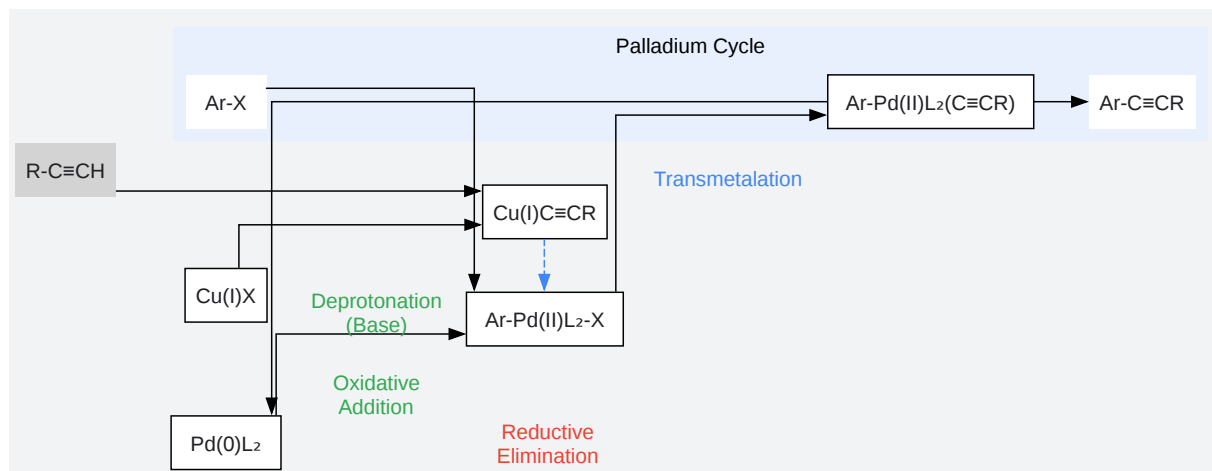 Palladium Cycle
Ar-X
Ar-Pd(II)L₂(C≡CR)
Ar-C≡CR
R-C≡CH
Transmetalation
Cu(I)C≡CR
Cu(I)X
Deprotonation
(Base)
Ar-Pd(II)L₂-X
Oxidative
Addition
Pd(0)L₂
Reductive
Elimination